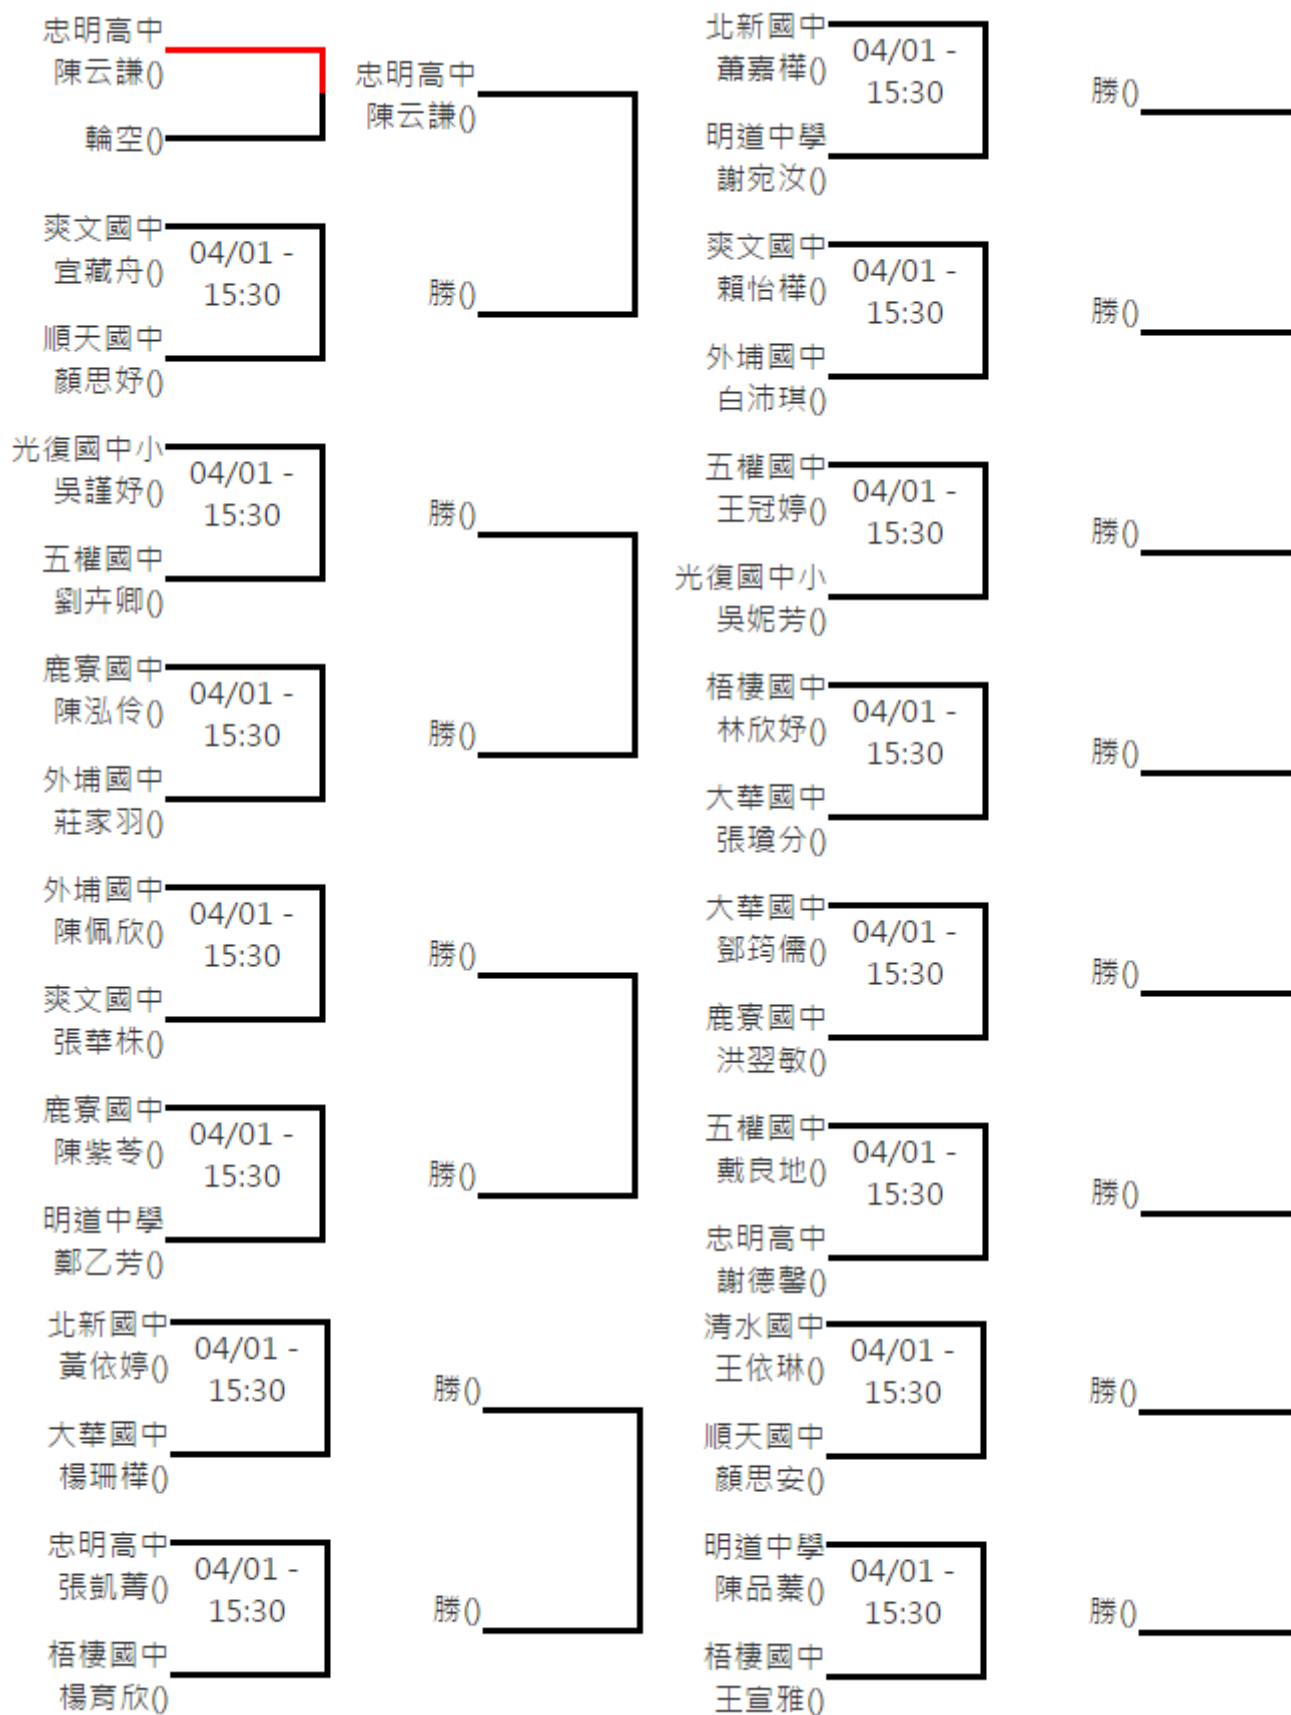 忠明高中
陳云謙()
輪空()
忠明高中
陳云謙()
爽文國中
宜藏舟()
04/01 -
15:30
順天國中
顏思妤()
勝()
光復國中小
吳謹妤()
04/01 -
15:30
五權國中
劉卉卿()
勝()
鹿寮國中
陳泓伶()
04/01 -
15:30
外埔國中
莊家羽()
勝()
外埔國中
陳佩欣()
04/01 -
15:30
爽文國中
張華株()
勝()
鹿寮國中
陳紫苓()
04/01 -
15:30
明道中學
鄭乙芳()
勝()
北新國中
黃依婷()
04/01 -
15:30
大華國中
楊珊樺()
勝()
忠明高中
張凱菁()
04/01 -
15:30
梧棲國中
楊育欣()
勝()
北新國中
蕭嘉樺()
04/01 -
15:30
明道中學
謝宛汝()
勝()
爽文國中
賴怡樺()
04/01 -
15:30
外埔國中
白沛琪()
勝()
五權國中
王冠婷()
04/01 -
15:30
光復國中小
吳妮芳()
勝()
梧棲國中
林欣妤()
04/01 -
15:30
大華國中
張瓊分()
勝()
大華國中
鄧筠儒()
04/01 -
15:30
鹿寮國中
洪翌敏()
勝()
五權國中
戴良地()
04/01 -
15:30
忠明高中
謝德馨()
勝()
清水國中
王依琳()
04/01 -
15:30
順天國中
顏思安()
勝()
明道中學
陳品蓁()
04/01 -
15:30
梧棲國中
王宣雅()
勝()